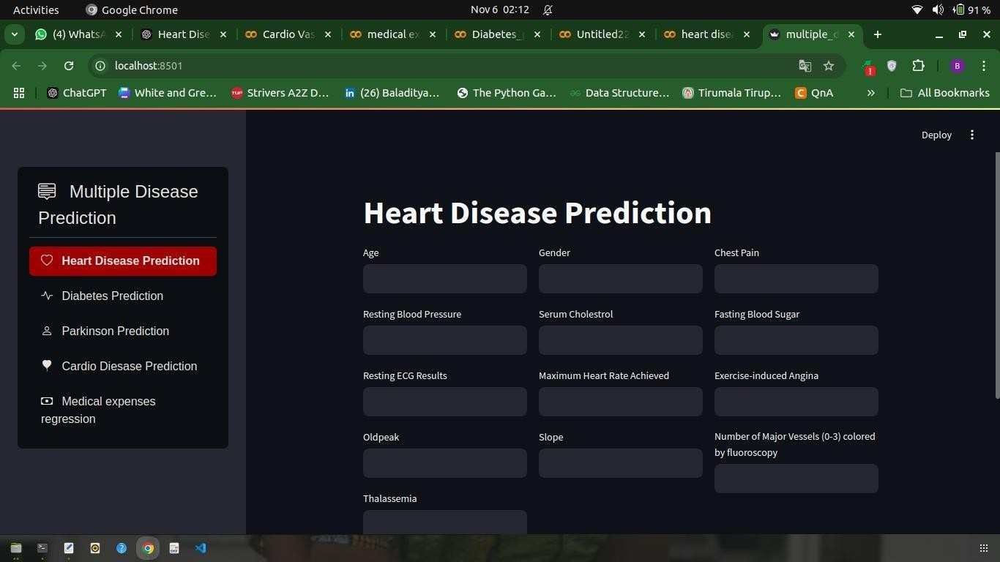 Activities
Google Chrome
Nov 6 02:12
91 %
(4) WhatsA
Heart Dise
Cardio Vas
medical ex
Diabetes_
Untitled22
heart disea
multiple_d
localhost:8501
B
ChatGPT
White and Gre...
Strivers A2Z D...
(26) Baladitya...
The Python Ga...
Data Structure...
Tirumala Tirup...
QnA
All Bookmarks
Deploy
Multiple Disease
Prediction
Heart Disease Prediction
Diabetes Prediction
Parkinson Prediction
Cardio Diesase Prediction
Medical expenses
regression
Heart Disease Prediction
Age
Gender
Chest Pain
Resting Blood Pressure
Serum Cholestrol
Fasting Blood Sugar
Resting ECG Results
Maximum Heart Rate Achieved
Exercise-induced Angina
Oldpeak
Slope
Number of Major Vessels (0-3) colored
by fluoroscopy
Thalassemia